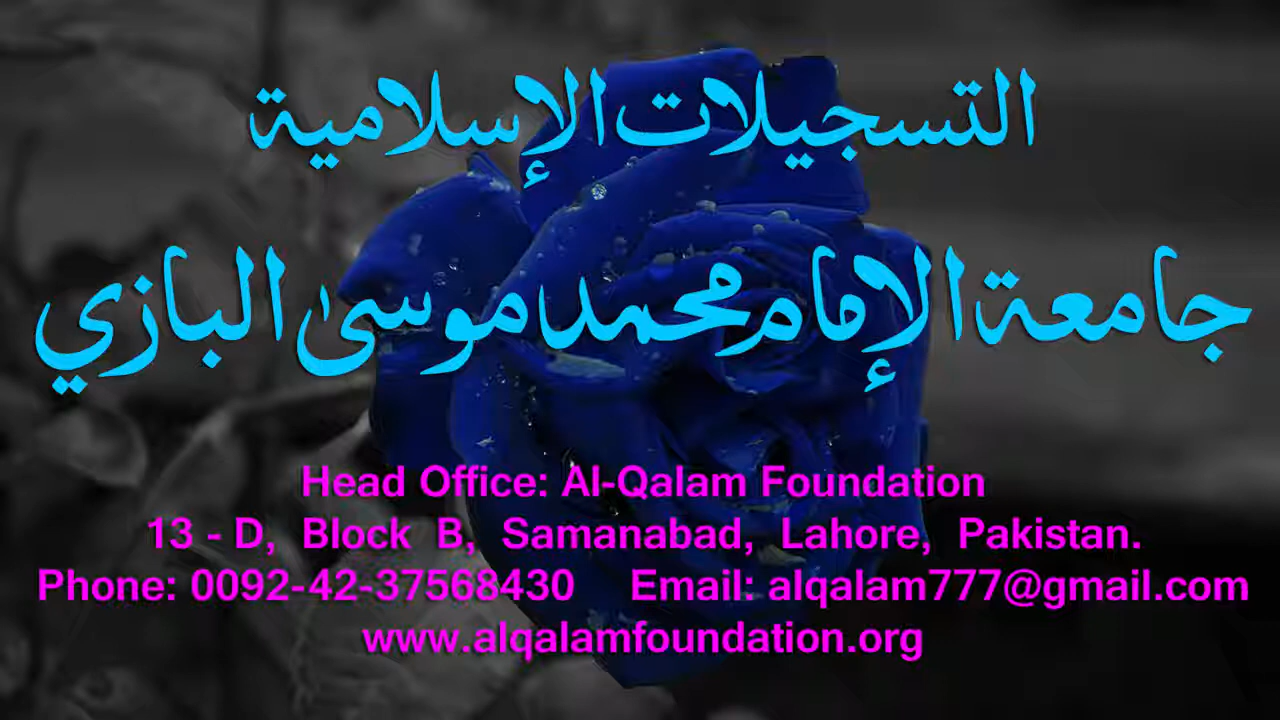 التسجيلات الإسلامية
جامعة الإمام محمد موسىٰ البازي
Head Office: Al-Qalam Foundation
13 - D, Block B, Samanabad, Lahore, Pakistan.
Phone: 0092-42-37568430 Email: alqalam777@gmail.com
www.alqalamfoundation.org